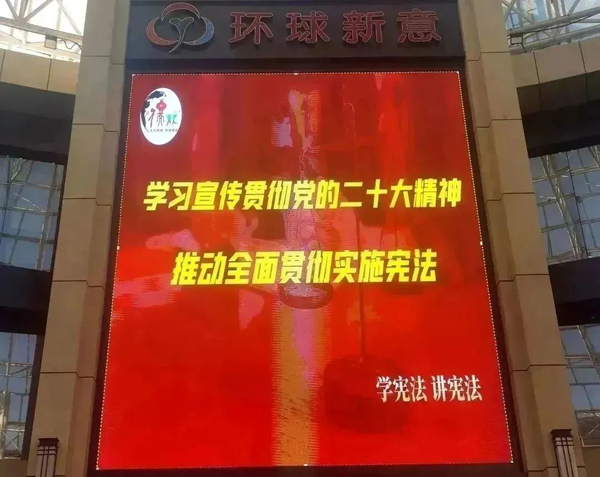 环球新意
学习宣传贯彻党的二十大精神
推动全面贯彻实施宪法
学宪法 讲宪法